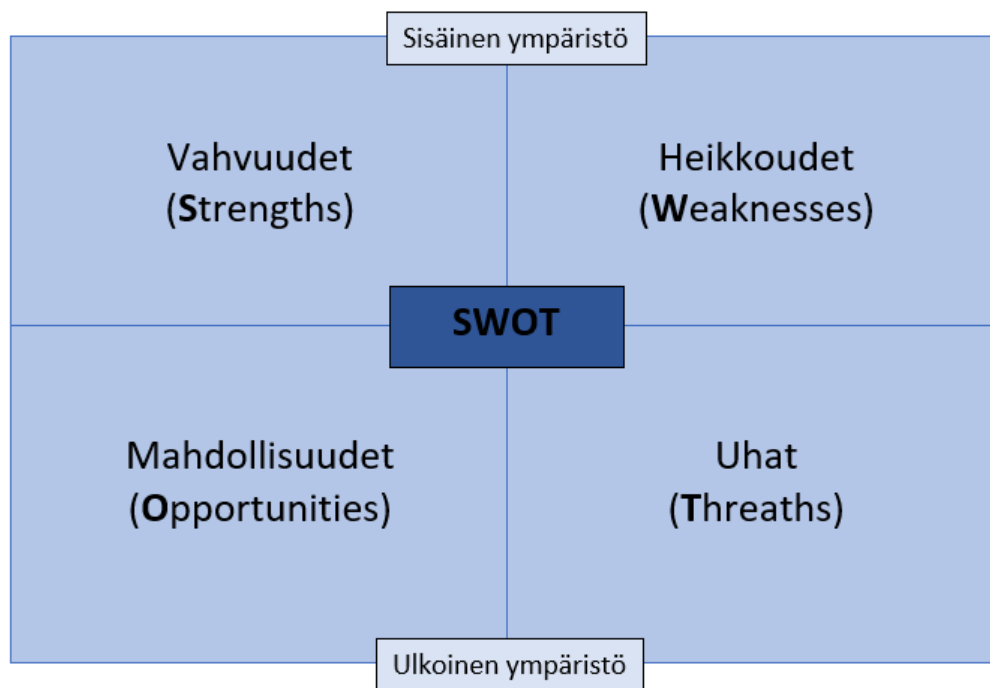 Sisäinen ympäristö
Vahvuudet
(Strengths)
Heikkoudet
(Weaknesses)
SWOT
Mahdollisuudet
(Opportunities)
Uhat
(Threaths)
Ulkoinen ympäristö